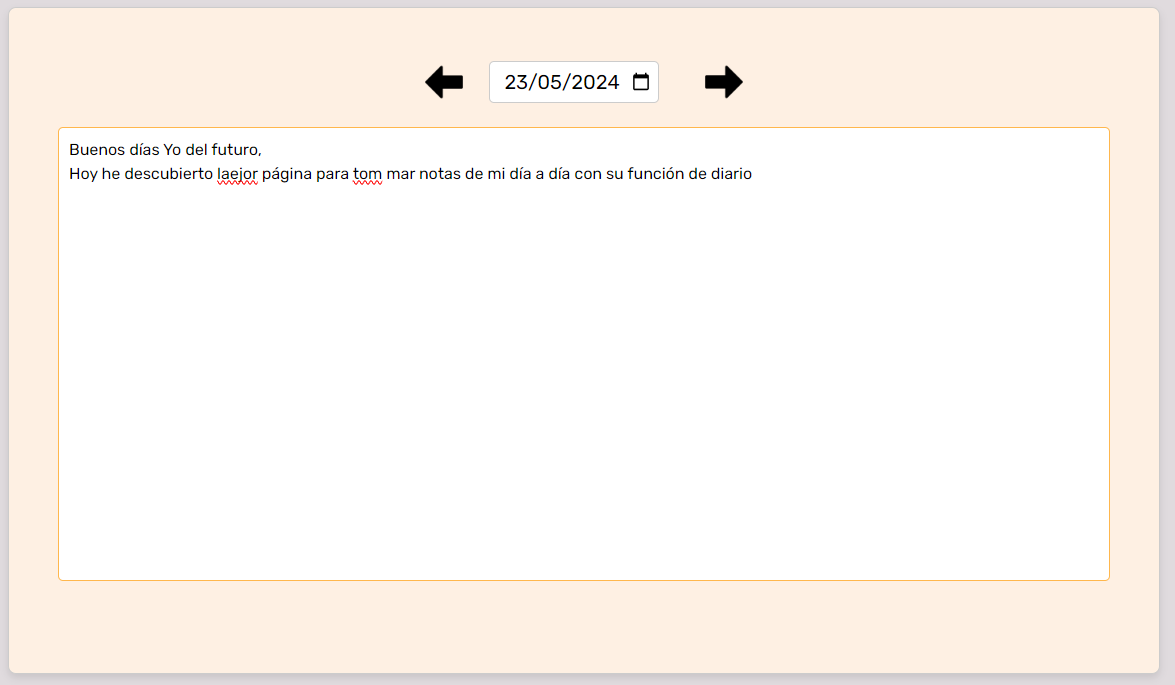 23/05/2024
Buenos días Yo del futuro,
Hoy he descubierto laejor página para tom mar notas de mi día a día con su función de diario